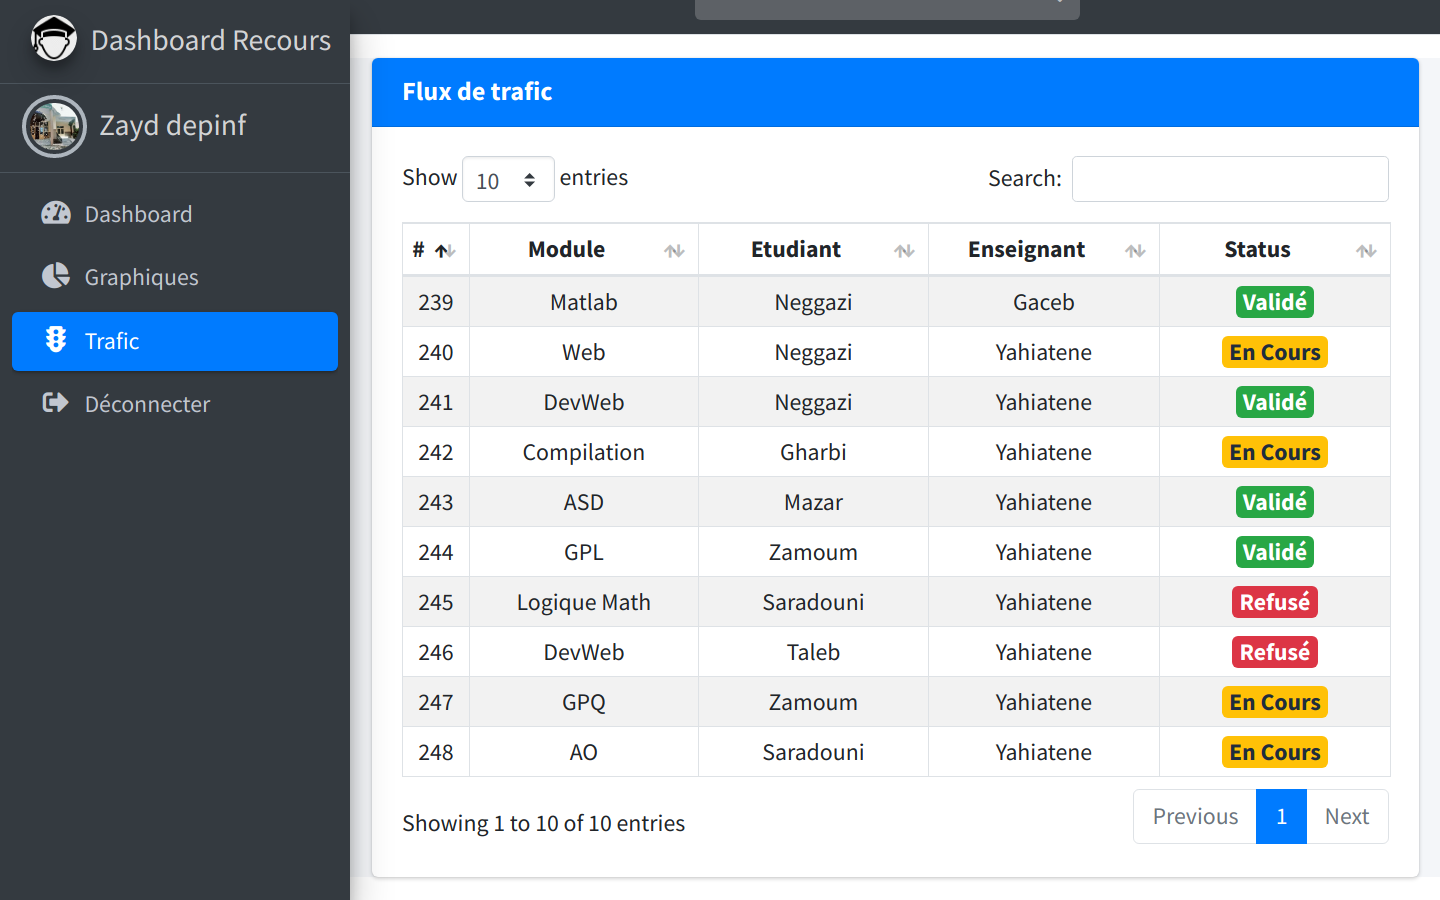 Dashboard Recours
Zayd depinf
Dashboard
Graphiques
Trafic
Déconnecter
Flux de trafic
Show 10 entries Search:
# Module Etudiant Enseignant Status
239 Matlab Neggazi Gaceb Validé
240 Web Neggazi Yahiatene En Cours
241 DevWeb Neggazi Yahiatene Validé
242 Compilation Gharbi Yahiatene En Cours
243 ASD Mazar Yahiatene Validé
244 GPL Zamoum Yahiatene Validé
245 Logique Math Saradouni Yahiatene Refusé
246 DevWeb Taleb Yahiatene Refusé
247 GPQ Zamoum Yahiatene En Cours
248 AO Saradouni Yahiatene En Cours
Showing 1 to 10 of 10 entries Previous 1 Next